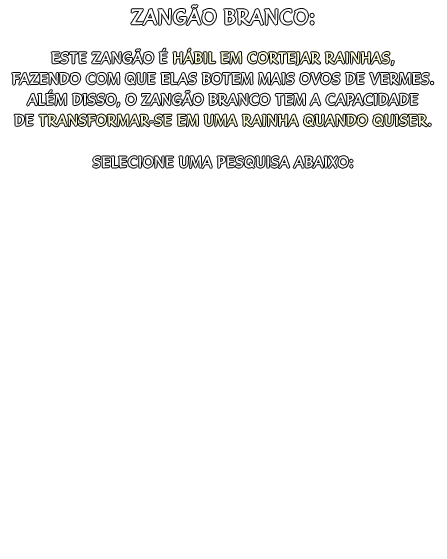 ZANGÃO BRANCO:
ESTE ZANGÃO É HÁBIL EM CORTEJAR RAINHAS,
FAZENDO COM QUE ELAS BOTEM MAIS OVOS DE VERMES.
ALÉM DISSO, O ZANGÃO BRANCO TEM A CAPACIDADE
DE TRANSFORMAR-SE EM UMA RAINHA QUANDO QUISER.
SELECIONE UMA PESQUISA ABAIXO: